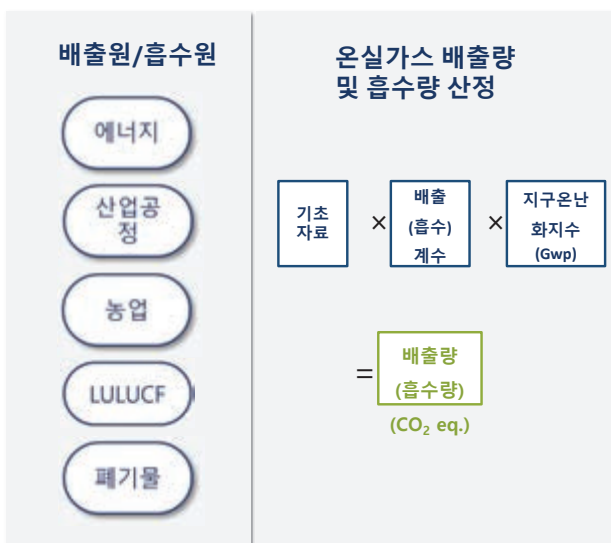 배출원/흡수원
에너지
산업공
정
농업
LULUCF
폐기물
온실가스 배출량
및 흡수량 산정
기초
자료
×
배출
(흡수)
계수
×
지구온난
화지수
(Gwp)
=
배출량
(흡수량)
(CO₂ eq.)